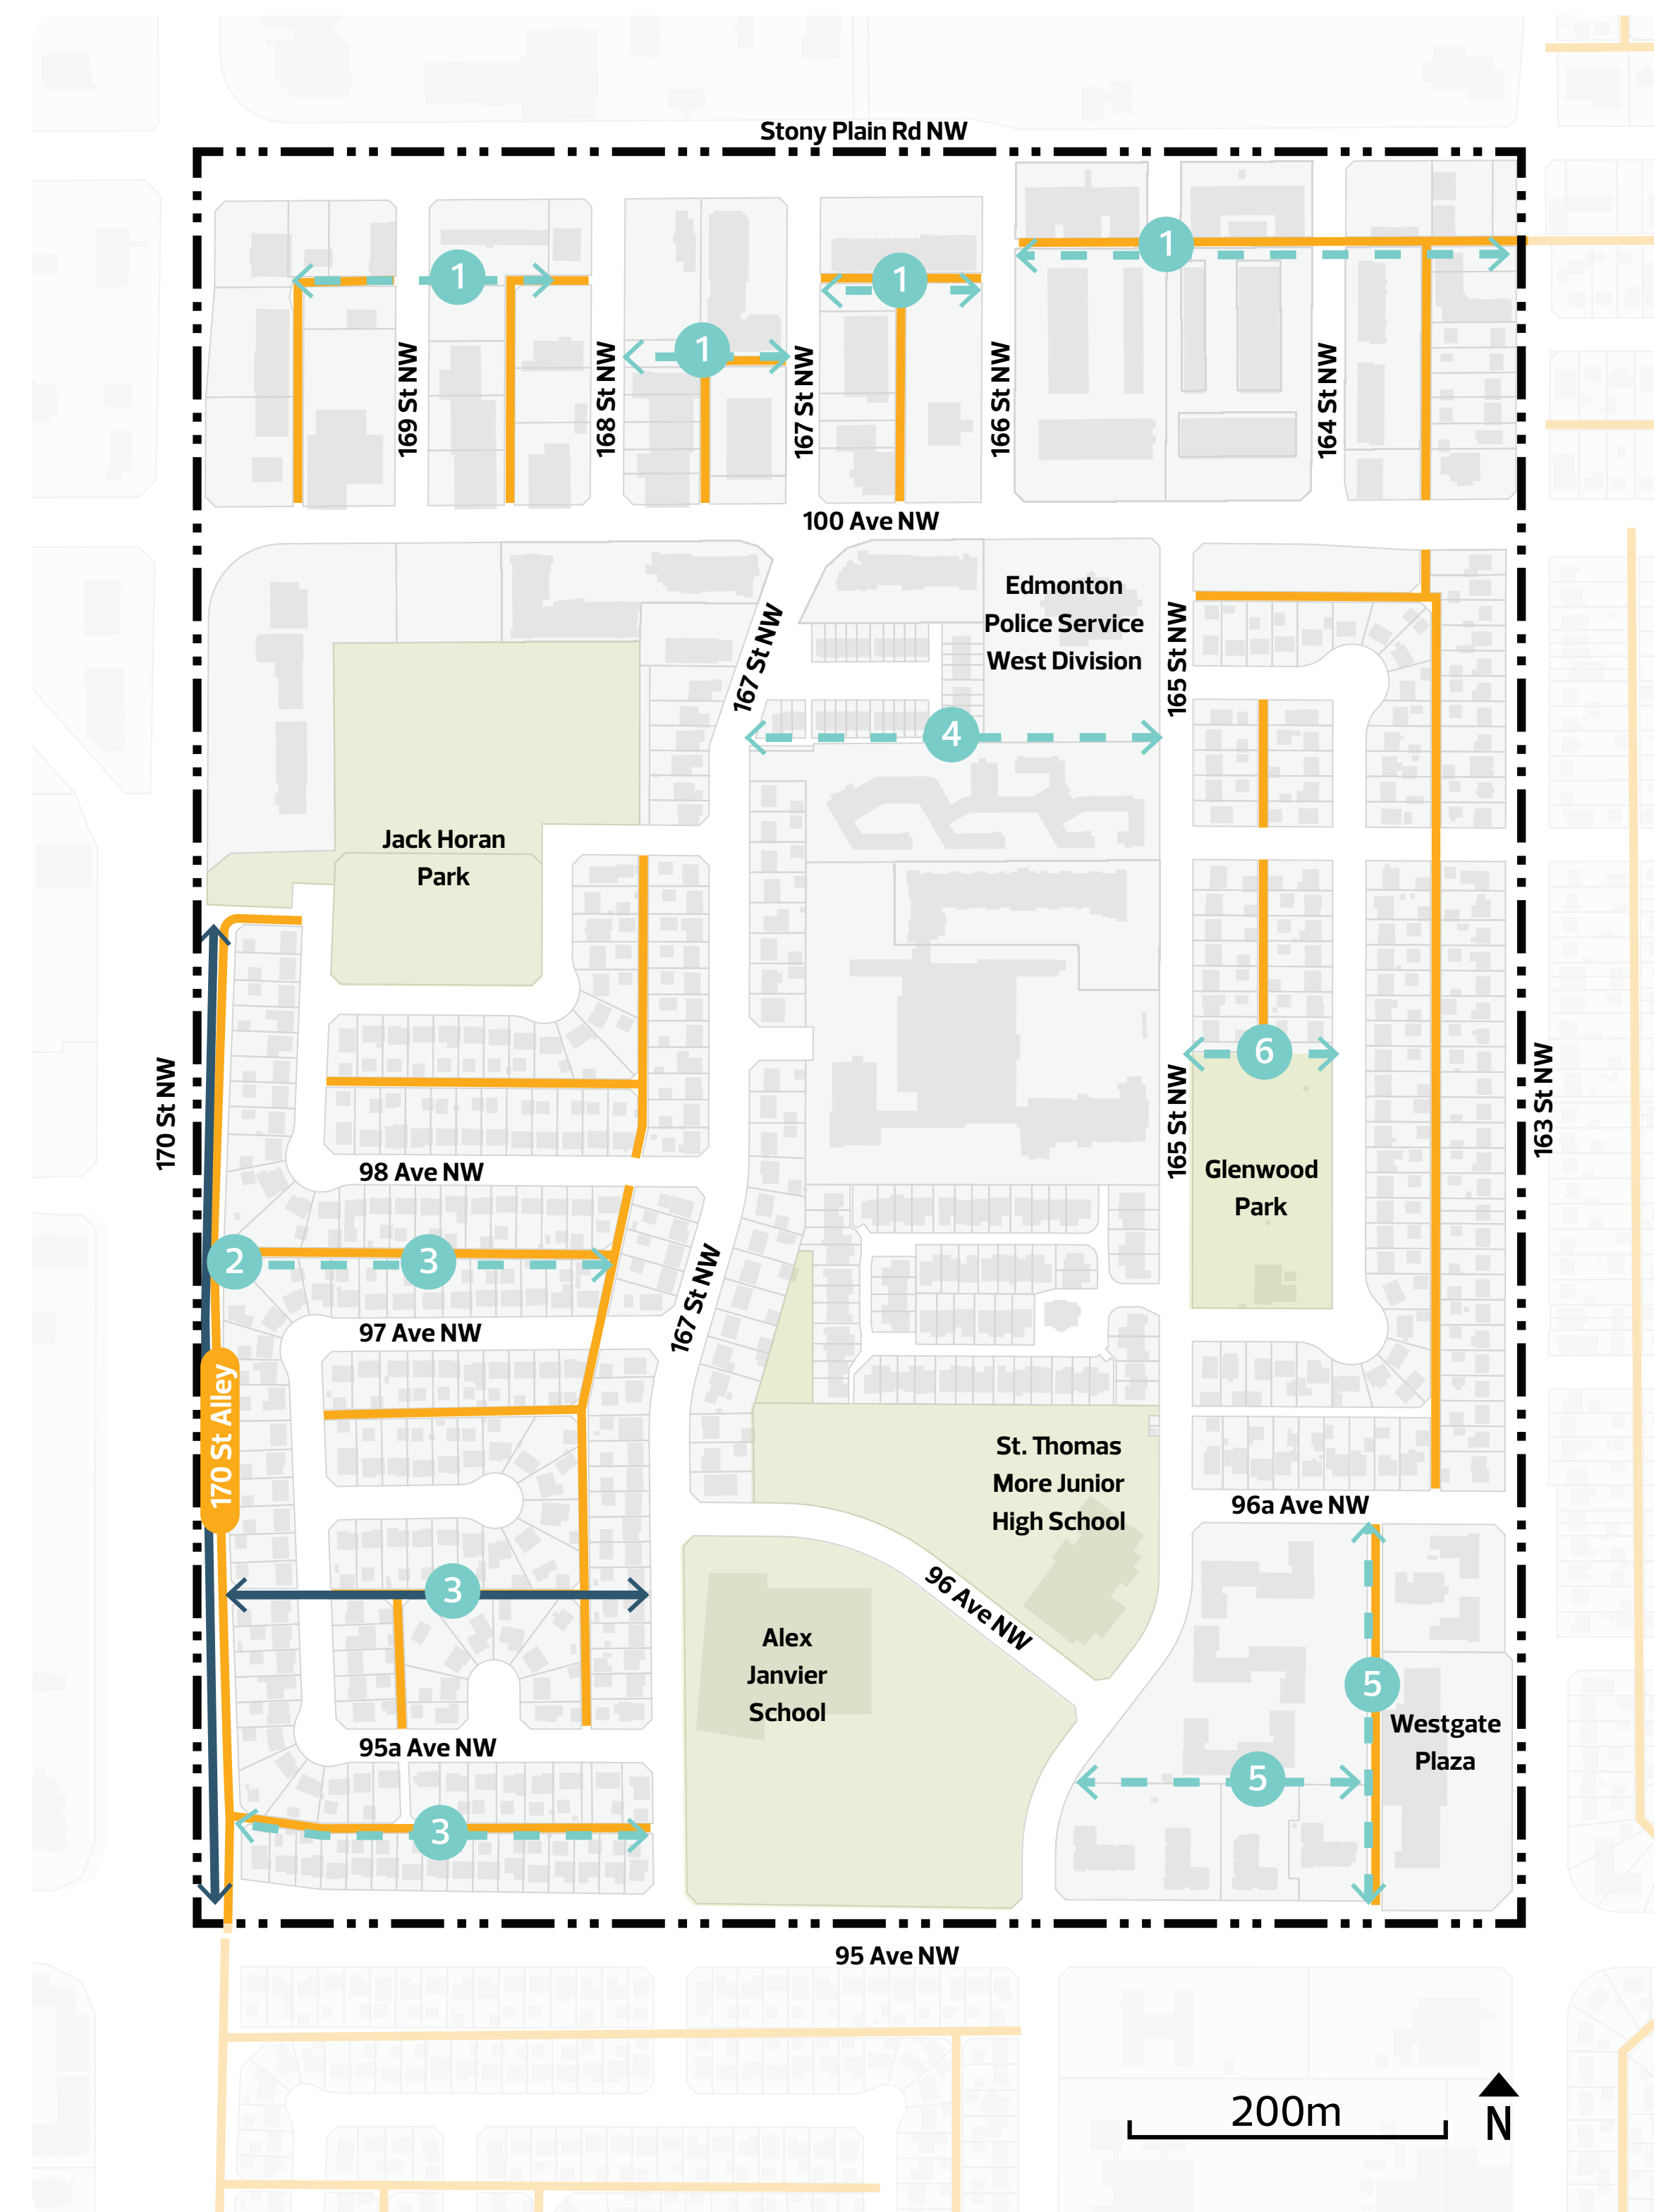 Stony Plain Rd NW
1
1
1
1
169 St NW
168 St NW
167 St NW
166 St NW
164 St NW
100 Ave NW
Edmonton
Police Service
West Division
167 St NW
165 St NW
4
Jack Horan
Park
6
170 St NW
165 St NW
163 St NW
98 Ave NW
Glenwood
Park
2
3
167 St NW
97 Ave NW
170 St Alley
St. Thomas
More Junior
High School
96a Ave NW
3
96 Ave NW
Alex
Janvier
School
5
Westgate
Plaza
95a Ave NW
5
3
95 Ave NW
200m
N